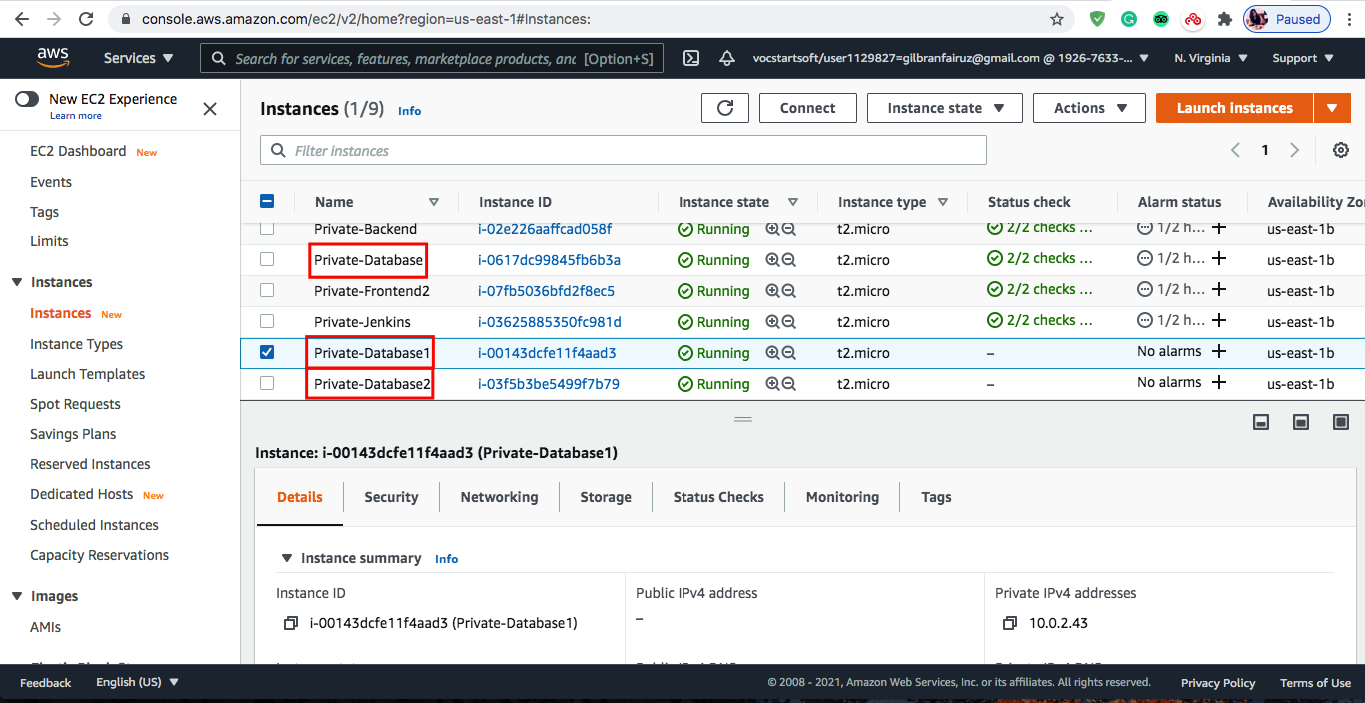 console.aws.amazon.com/ec2/v2/home?region=us-east-1#Instances:
Paused
aws
Services
Search for services, features, marketplace products, and [Option+S]
vocstartsoft/user1129827=gilbranfairuz@gmail.com @ 1926-7633-...
N. Virginia
Support
New EC2 Experience
Learn more
EC2 Dashboard New
Events
Tags
Limits
Instances
Instances New
Instance Types
Launch Templates
Spot Requests
Savings Plans
Reserved Instances
Dedicated Hosts New
Scheduled Instances
Capacity Reservations
Images
AMIs
Instances (1/9) Info
Connect
Instance state
Actions
Launch instances
Filter instances
1
Name Instance ID Instance state Instance type Status check Alarm status Availability Zo
Private-Backend i-02e226aaffcad058f Running t2.micro 2/2 checks ... 1/2 h... us-east-1b
Private-Database i-0617dc99845fb6b3a Running t2.micro 2/2 checks ... 1/2 h... us-east-1b
Private-Frontend2 i-07fb5036bfd2f8ec5 Running t2.micro 2/2 checks ... 1/2 h... us-east-1b
Private-Jenkins i-03625885350fc981d Running t2.micro 2/2 checks ... 1/2 h... us-east-1b
Private-Database1 i-00143dcfe11f4aad3 Running t2.micro – No alarms us-east-1b
Private-Database2 i-03f5b3be5499f7b79 Running t2.micro – No alarms us-east-1b
Instance: i-00143dcfe11f4aad3 (Private-Database1)
Details Security Networking Storage Status Checks Monitoring Tags
Instance summary Info
Instance ID
i-00143dcfe11f4aad3 (Private-Database1)
Public IPv4 address
–
Private IPv4 addresses
10.0.2.43
Feedback
English (US)
© 2008 - 2021, Amazon Web Services, Inc. or its affiliates. All rights reserved.
Privacy Policy
Terms of Use